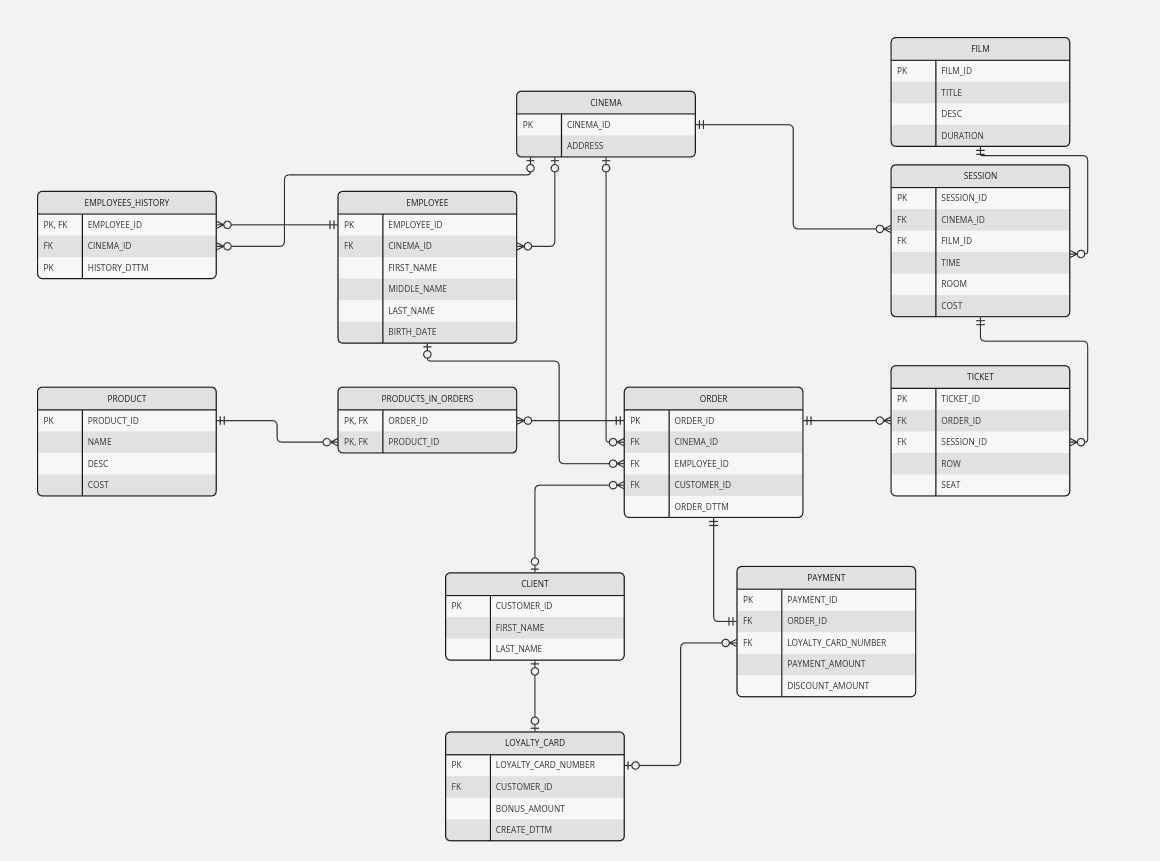 FILM
PK FILM_ID
TITLE
DESC
DURATION
CINEMA
PK CINEMA_ID
ADDRESS
SESSION
PK SESSION_ID
FK CINEMA_ID
FK FILM_ID
TIME
ROOM
COST
EMPLOYEES_HISTORY
PK, FK EMPLOYEE_ID
FK CINEMA_ID
PK HISTORY_DTTM
EMPLOYEE
PK EMPLOYEE_ID
FK CINEMA_ID
FIRST_NAME
MIDDLE_NAME
LAST_NAME
BIRTH_DATE
PRODUCT
PK PRODUCT_ID
NAME
DESC
COST
PRODUCTS_IN_ORDERS
PK, FK ORDER_ID
PK, FK PRODUCT_ID
ORDER
PK ORDER_ID
FK CINEMA_ID
FK EMPLOYEE_ID
FK CUSTOMER_ID
ORDER_DTTM
TICKET
PK TICKET_ID
FK ORDER_ID
FK SESSION_ID
ROW
SEAT
CLIENT
PK CUSTOMER_ID
FIRST_NAME
LAST_NAME
PAYMENT
PK PAYMENT_ID
FK ORDER_ID
FK LOYALTY_CARD_NUMBER
PAYMENT_AMOUNT
DISCOUNT_AMOUNT
LOYALTY_CARD
PK LOYALTY_CARD_NUMBER
FK CUSTOMER_ID
BONUS_AMOUNT
CREATE_DTTM